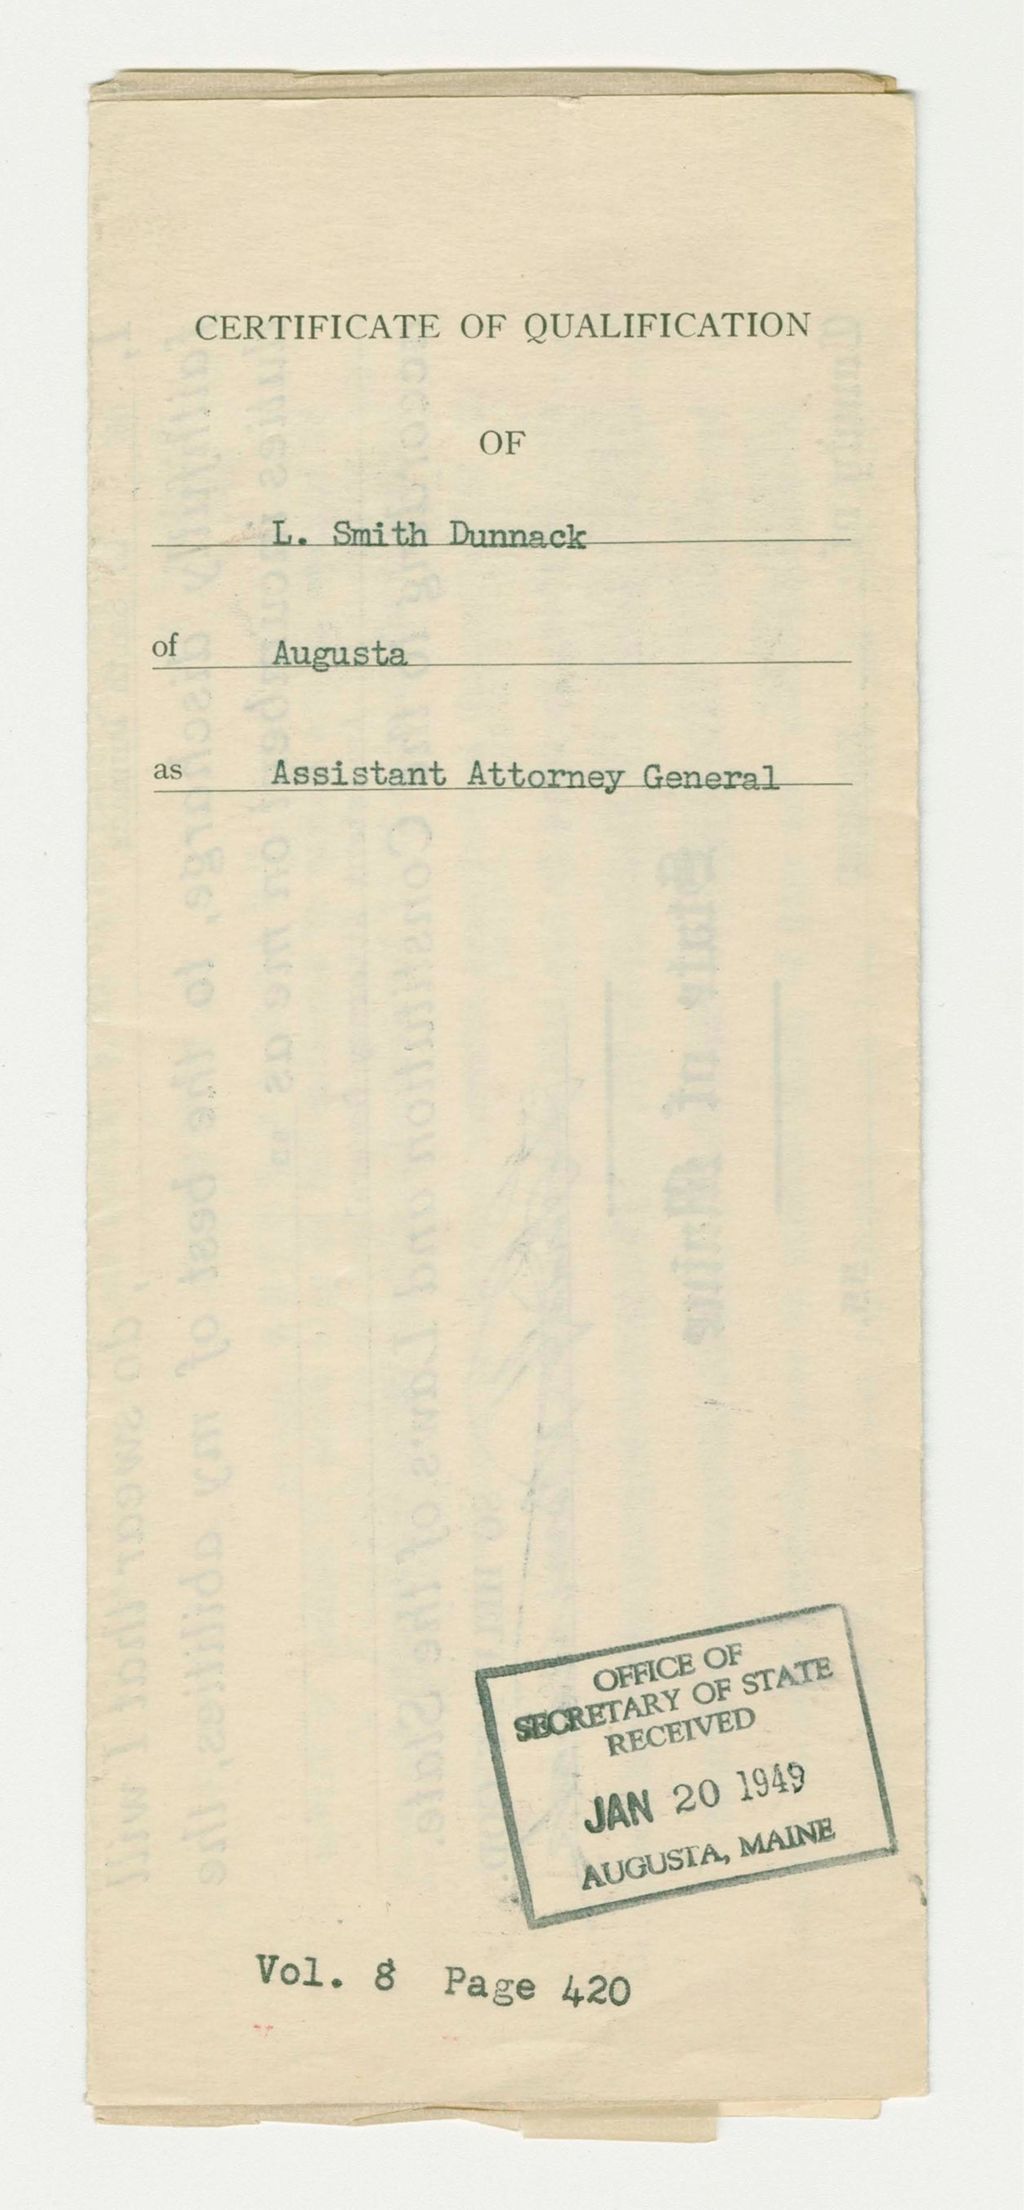 CERTIFICATE OF QUALIFICATION
OF
L. Smith Dunnack
of Augusta
as Assistant Attorney General
OFFICE OF
SECRETARY OF STATE
RECEIVED
JAN 20 1949
AUGUSTA, MAINE
Vol. 8 Page 420